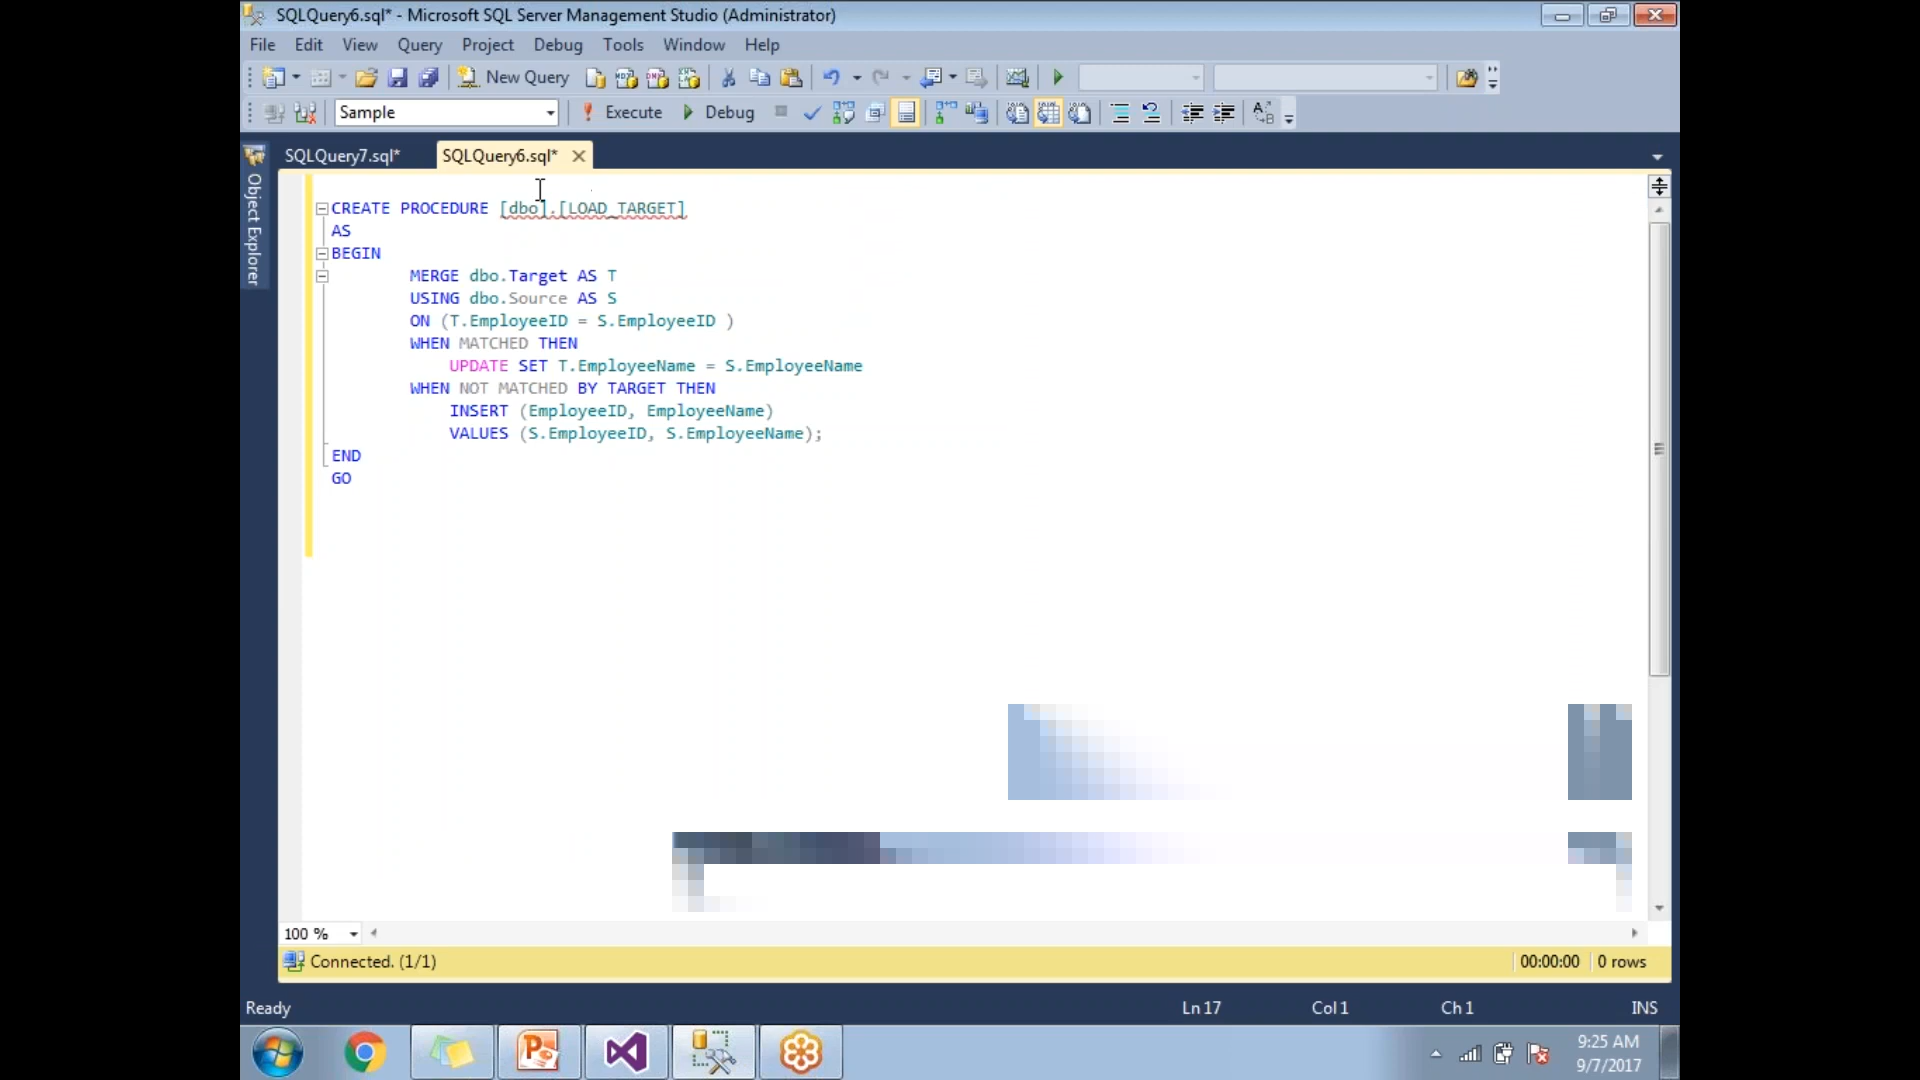 SQLQuery6.sql* - Microsoft SQL Server Management Studio (Administrator)
File Edit View Query Project Debug Tools Window Help
New Query
Sample Execute Debug
SQLQuery7.sql* SQLQuery6.sql*
Object Explorer
CREATE PROCEDURE [dbo].[LOAD_TARGET]
AS
BEGIN
MERGE dbo.Target AS T
USING dbo.Source AS S
ON (T.EmployeeID = S.EmployeeID )
WHEN MATCHED THEN
UPDATE SET T.EmployeeName = S.EmployeeName
WHEN NOT MATCHED BY TARGET THEN
INSERT (EmployeeID, EmployeeName)
VALUES (S.EmployeeID, S.EmployeeName);
END
GO
100 %
Connected. (1/1) 00:00:00 0 rows
Ready Ln 17 Col 1 Ch 1 INS
9:25 AM
9/7/2017